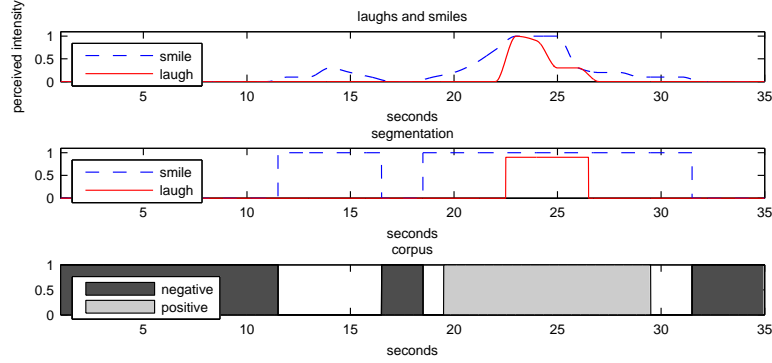 laughs and smiles
perceived intensity
1
0.5
0
smile
laugh
5 10 15 20 25 30 35
seconds
segmentation
1
0.5
0
smile
laugh
5 10 15 20 25 30 35
seconds
corpus
1
0.5
0
negative
positive
5 10 15 20 25 30 35
seconds